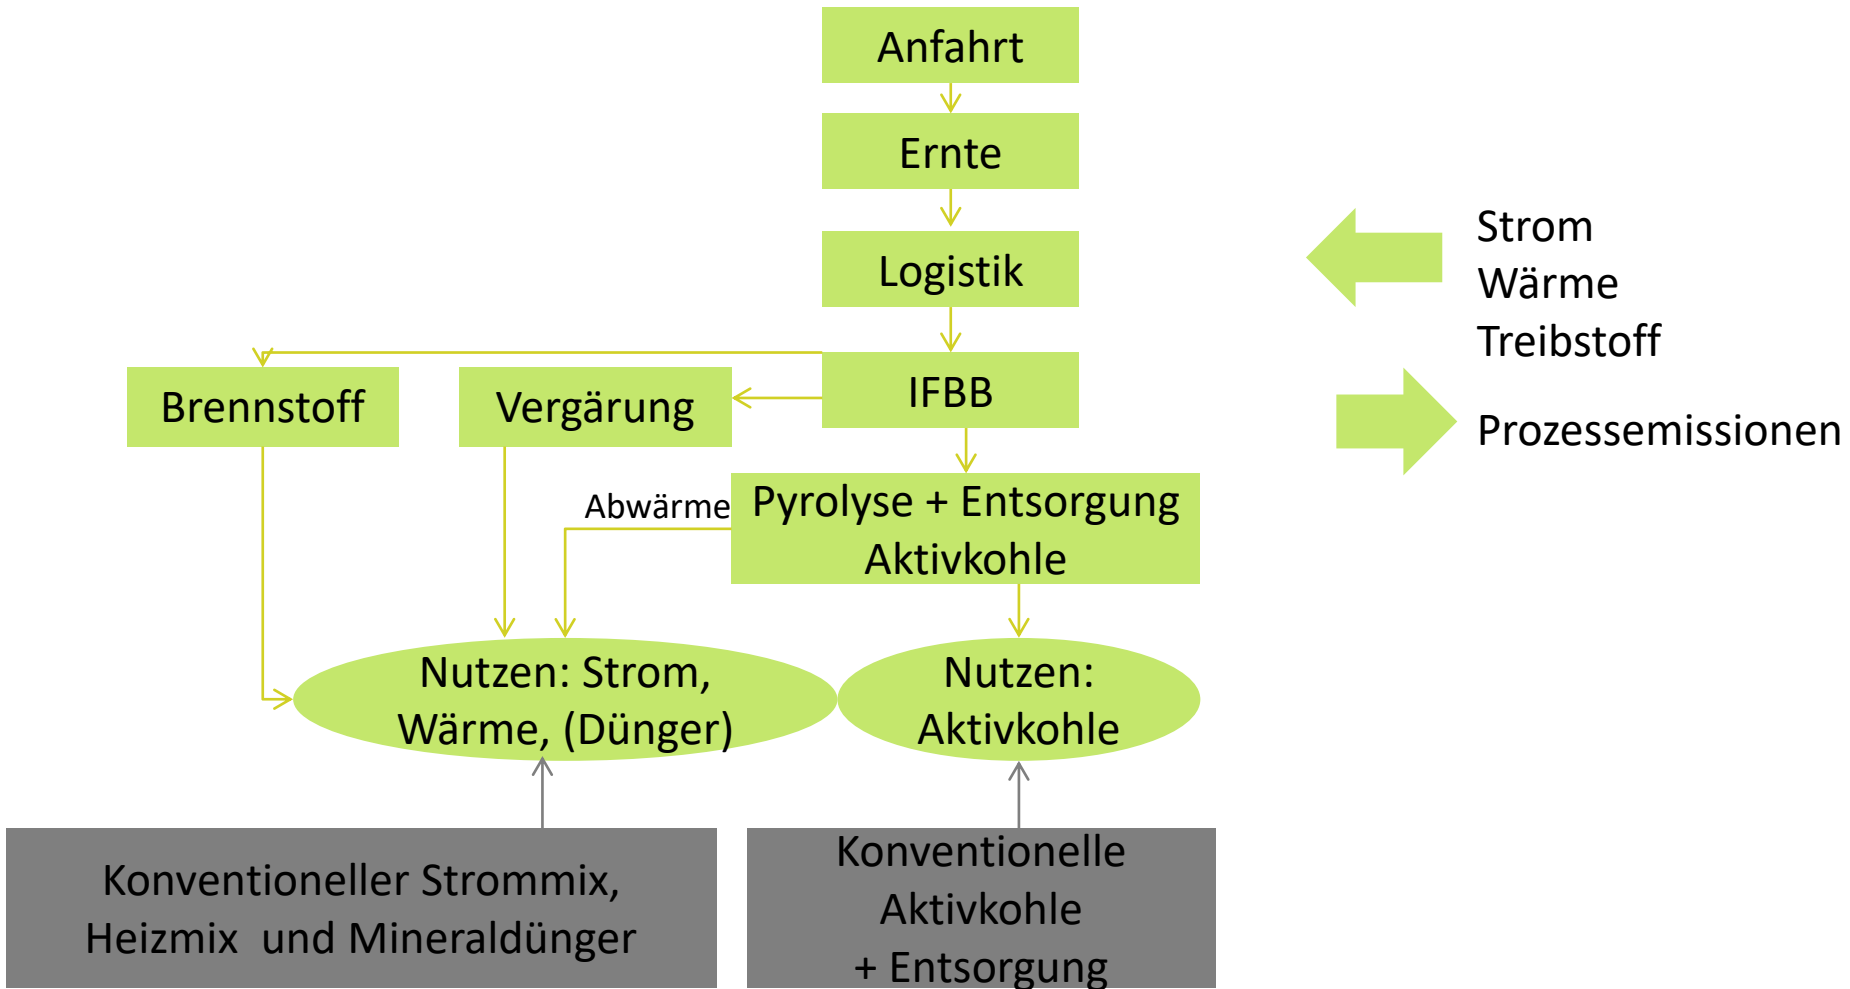 Anfahrt
Ernte
Logistik
Strom
Wärme
Treibstoff
IFBB
Brennstoff
Vergärung
Prozessemissionen
Abwärme
Pyrolyse + Entsorgung
Aktivkohle
Nutzen: Strom,
Wärme, (Dünger)
Nutzen:
Aktivkohle
Konventioneller Strommix,
Heizmix und Mineraldünger
Konventionelle
Aktivkohle
+ Entsorgung